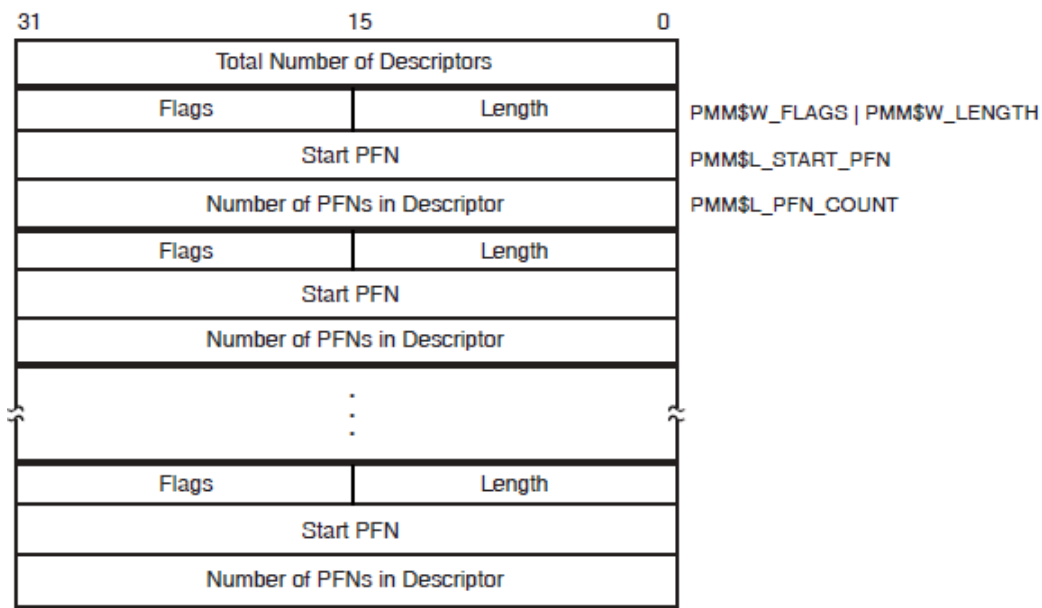 31 15 0
Total Number of Descriptors
Flags Length PMM$W_FLAGS | PMM$W_LENGTH
Start PFN PMM$L_START_PFN
Number of PFNs in Descriptor PMM$L_PFN_COUNT
Flags Length
Start PFN
Number of PFNs in Descriptor
Flags Length
Start PFN
Number of PFNs in Descriptor